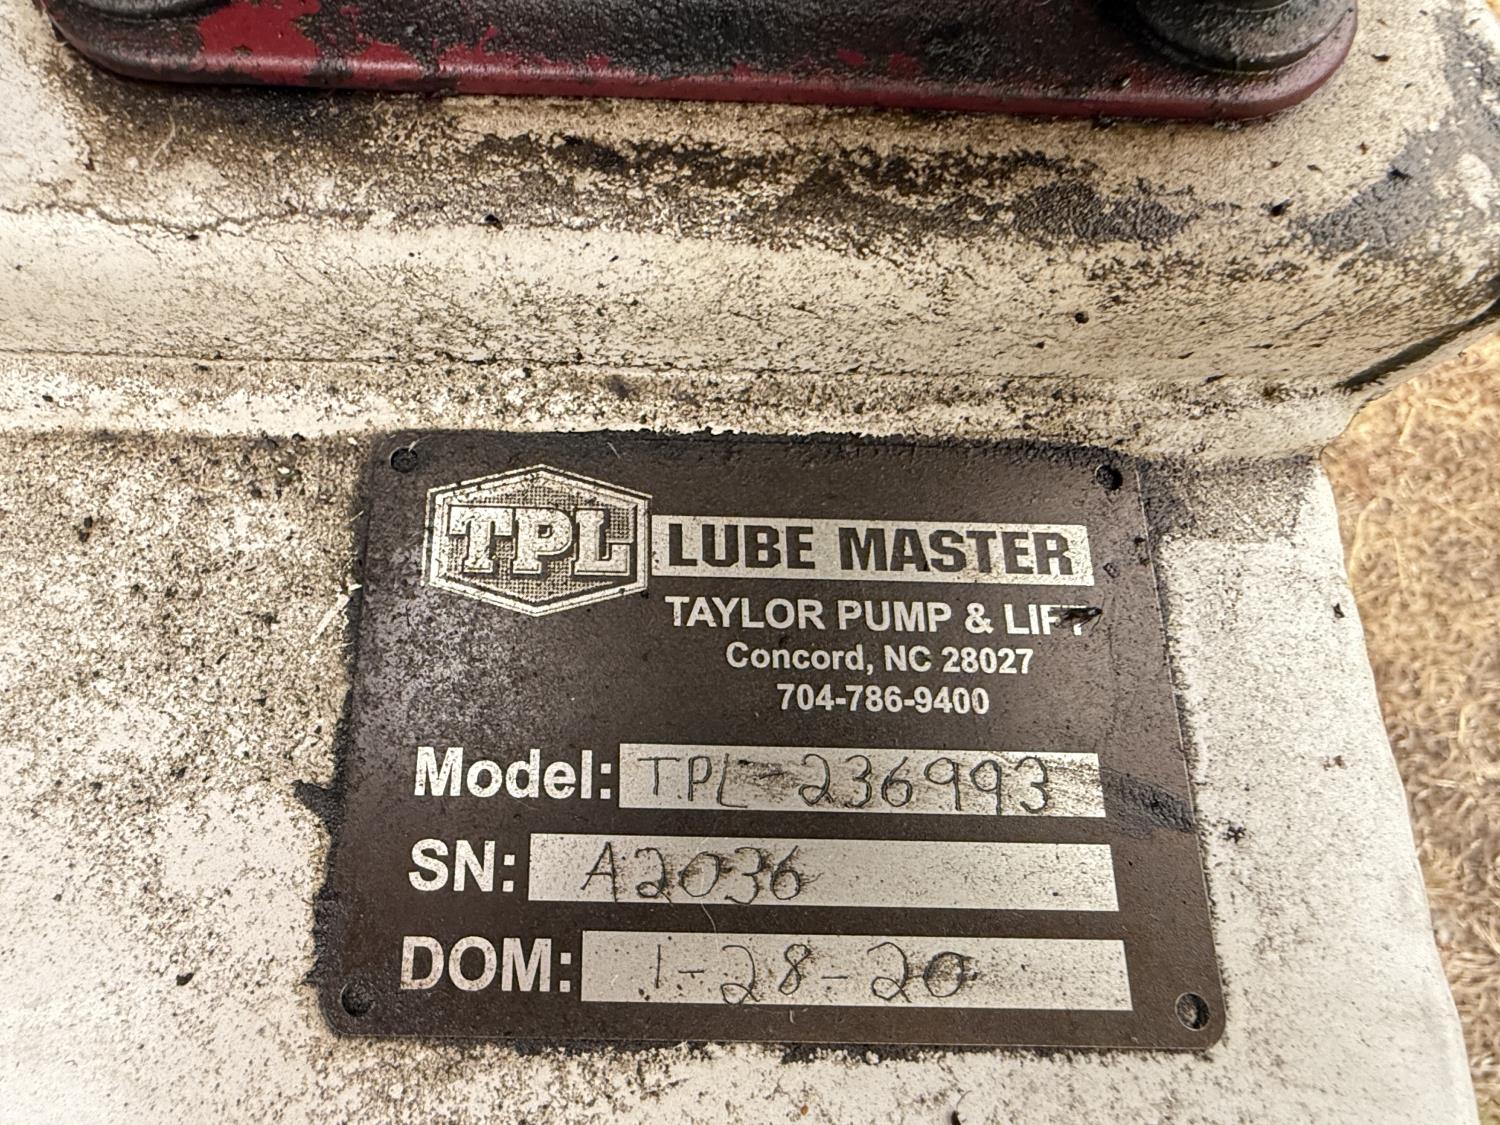 TPL LUBE MASTER
TAYLOR PUMP & LIFT
Concord, NC 28027
704-786-9400
Model: TPL-236993
SN: A2036
DOM: 1-28-20